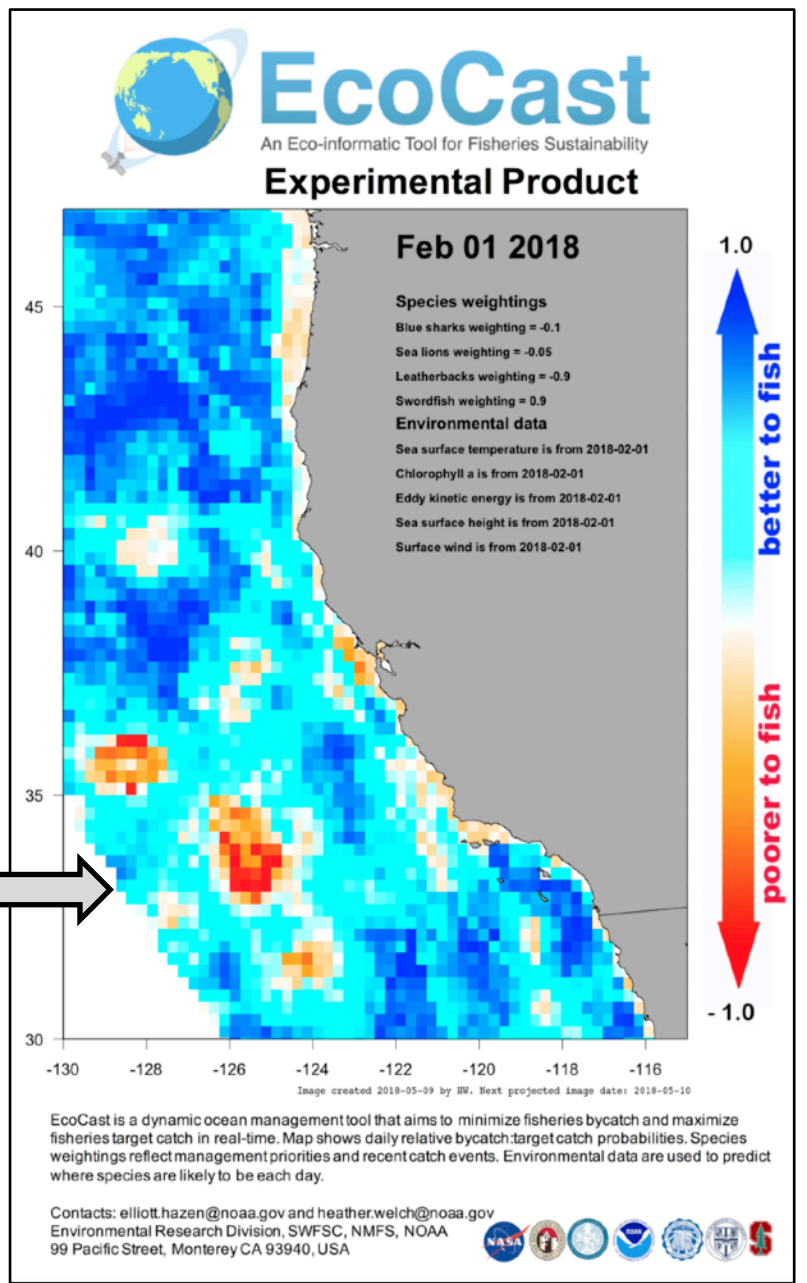 EcoCast
An Eco-informatic Tool for Fisheries Sustainability
Experimental Product
Feb 01 2018
Species weightings
Blue sharks weighting = -0.1
Sea lions weighting = -0.05
Leatherbacks weighting = -0.9
Swordfish weighting = 0.9
Environmental data
Sea surface temperature is from 2018-02-01
Chlorophyll a is from 2018-02-01
Eddy kinetic energy is from 2018-02-01
Sea surface height is from 2018-02-01
Surface wind is from 2018-02-01
1.0
better to fish
poorer to fish
- 1.0
45
40
35
30
-130 -128 -126 -124 -122 -120 -118 -116
Image created 2018-05-09 by HW. Next projected image date: 2018-05-10
EcoCast is a dynamic ocean management tool that aims to minimize fisheries bycatch and maximize
fisheries target catch in real-time. Map shows daily relative bycatch:target catch probabilities. Species
weightings reflect management priorities and recent catch events. Environmental data are used to predict
where species are likely to be each day.
Contacts: elliott.hazen@noaa.gov and heather.welch@noaa.gov
Environmental Research Division, SWFSC, NMFS, NOAA
99 Pacific Street, Monterey CA 93940, USA
NASA
S